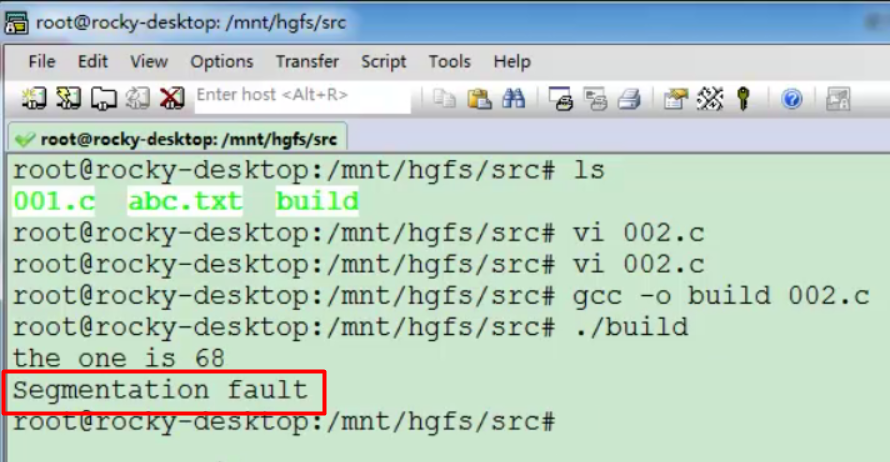 root@rocky-desktop: /mnt/hgfs/src
File Edit View Options Transfer Script Tools Help
Enter host <Alt+R>
root@rocky-desktop: /mnt/hgfs/src
root@rocky-desktop:/mnt/hgfs/src# ls
001.c abc.txt build
root@rocky-desktop:/mnt/hgfs/src# vi 002.c
root@rocky-desktop:/mnt/hgfs/src# vi 002.c
root@rocky-desktop:/mnt/hgfs/src# gcc -o build 002.c
root@rocky-desktop:/mnt/hgfs/src# ./build
the one is 68
Segmentation fault
root@rocky-desktop:/mnt/hgfs/src#